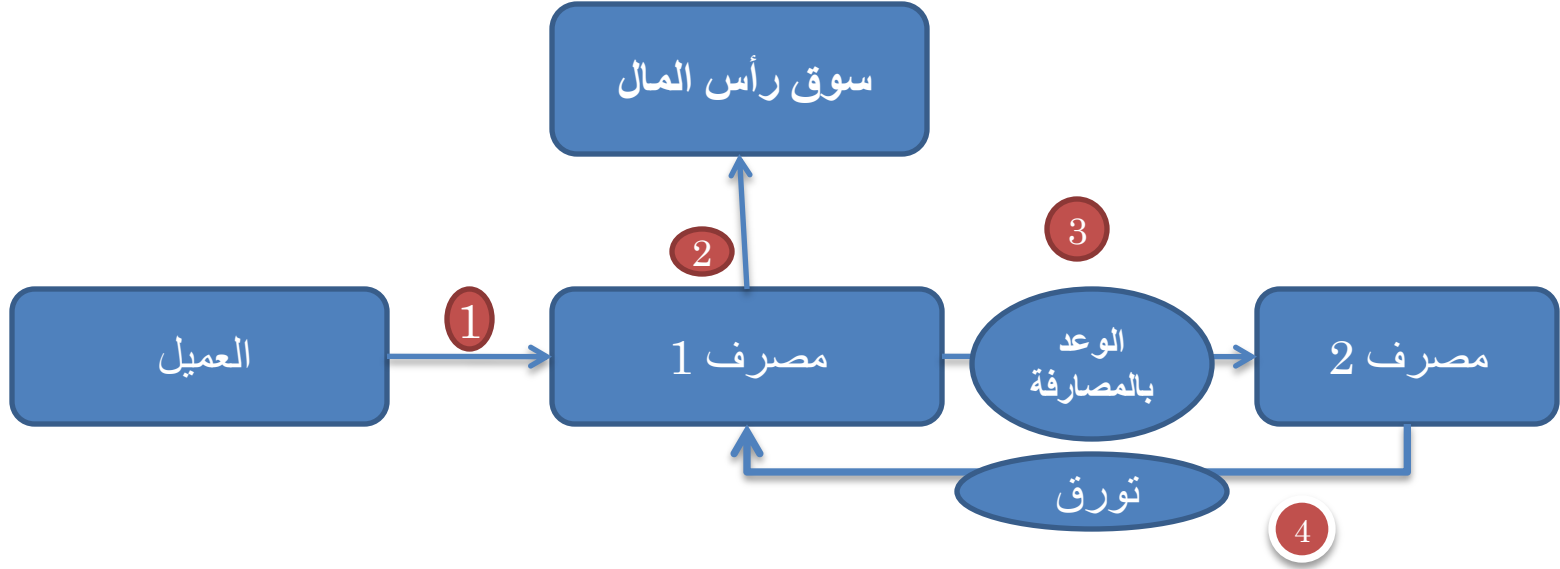 سوق رأس المال
3
2
1
العميل
مصرف 1
الوعد
بالمصارفة
مصرف 2
تورق
4